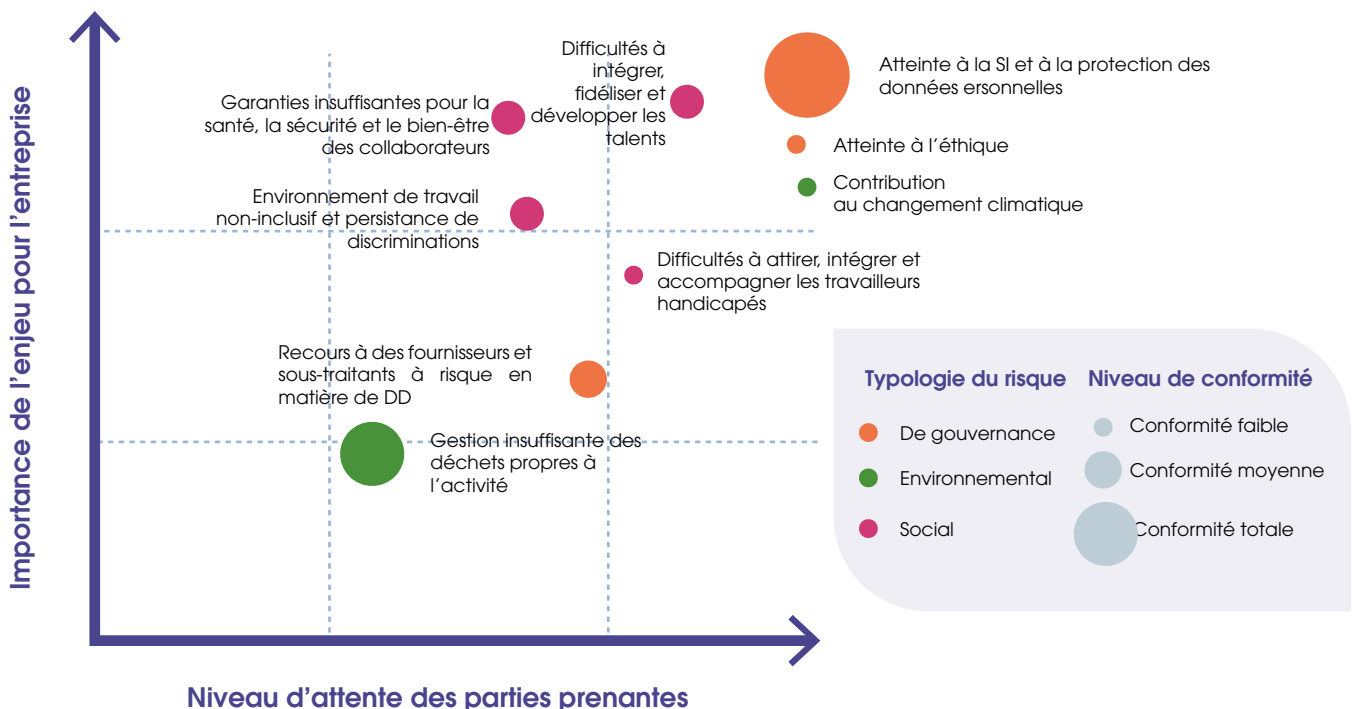 Importance de l'enjeu pour l'entreprise
Difficultés à
intégrer,
fidéliser et
développer les
talents
Atteinte à la SI et à la protection des
données ersonnelles
Garanties insuffisantes pour la
santé, la sécurité et le bien-être
des collaborateurs
Atteinte à l'éthique
Contribution
au changement climatique
Environnement de travail
non-inclusif et persistance de
discriminations
Difficultés à attirer, intégrer et
accompagner les travailleurs
handicapés
Recours à des fournisseurs et
sous-traitants à risque en
matière de DD
Gestion insuffisante des
déchets propres à
l'activité
Typologie du risque
De gouvernance
Environnemental
Social
Niveau de conformité
Conformité faible
Conformité moyenne
Conformité totale
Niveau d'attente des parties prenantes